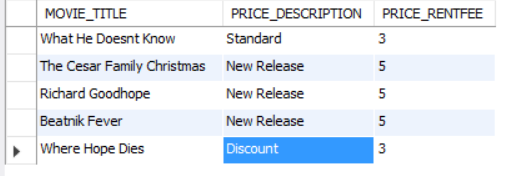 MOVIE_TITLE PRICE_DESCRIPTION PRICE_RENTFEE
What He Doesnt Know Standard 3
The Cesar Family Christmas New Release 5
Richard Goodhope New Release 5
Beatnik Fever New Release 5
Where Hope Dies Discount 3